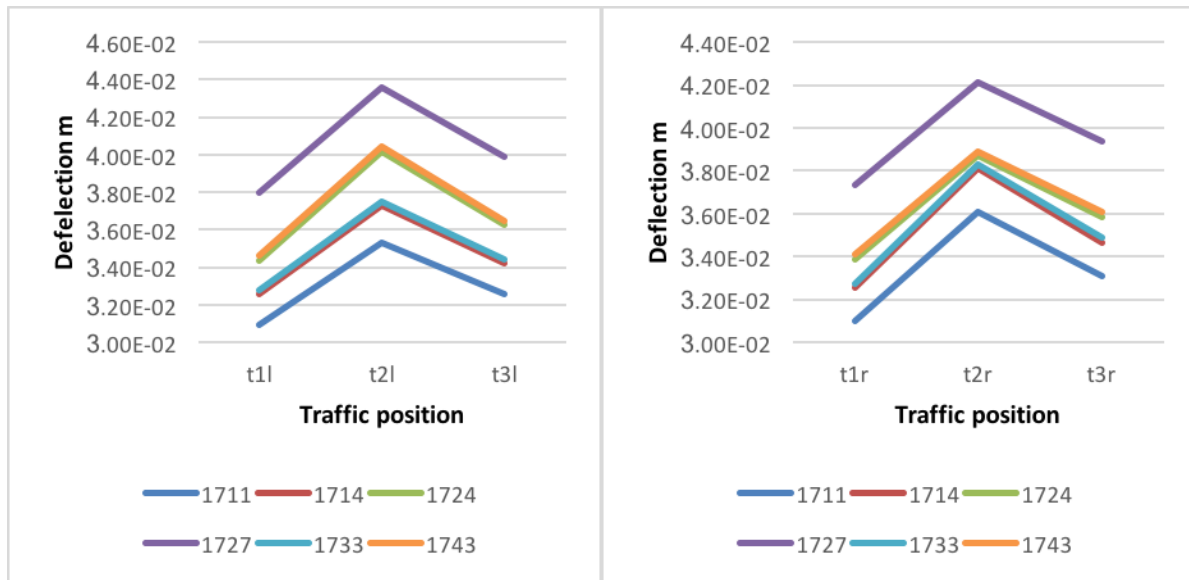 4.60E-02
4.40E-02
4.20E-02
4.00E-02
3.80E-02
3.60E-02
3.40E-02
3.20E-02
3.00E-02
Defelection m
t1l t2l t3l
Traffic position
1711 1714 1724
1727 1733 1743
4.40E-02
4.20E-02
4.00E-02
3.80E-02
3.60E-02
3.40E-02
3.20E-02
3.00E-02
Deflection m
t1r t2r t3r
Traffic position
1711 1714 1724
1727 1733 1743